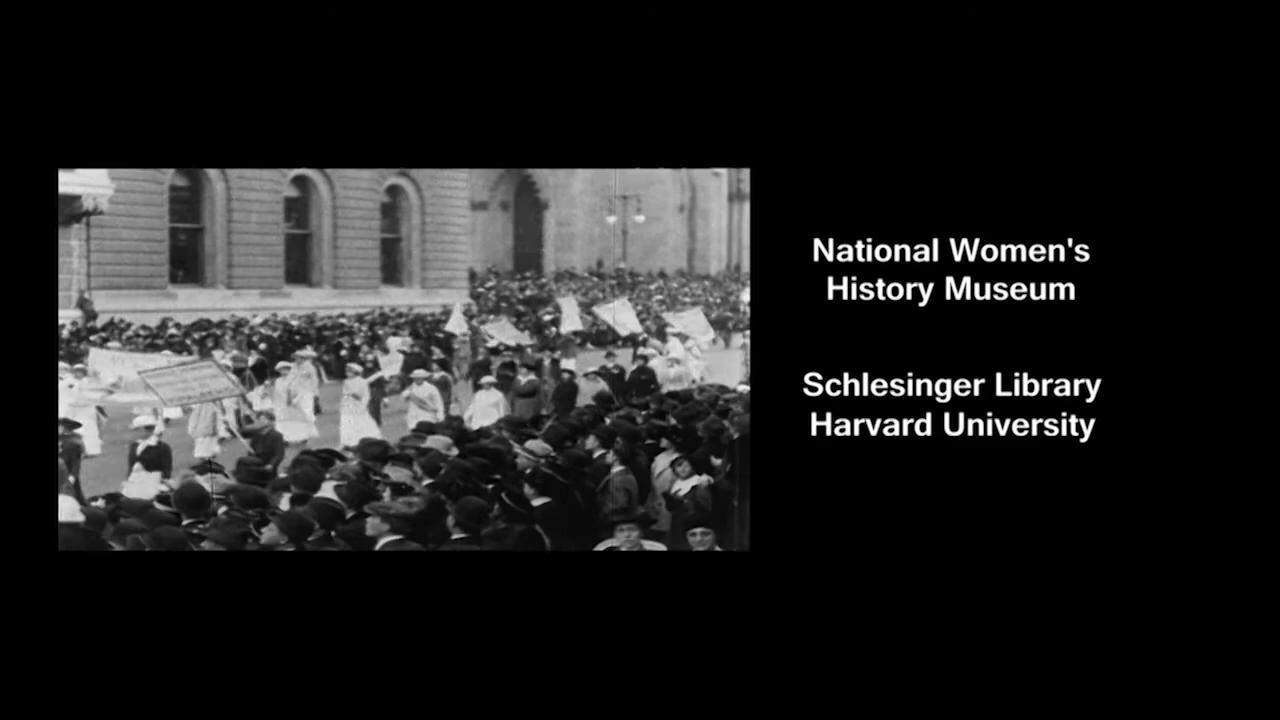 National Women's
History Museum
Schlesinger Library
Harvard University